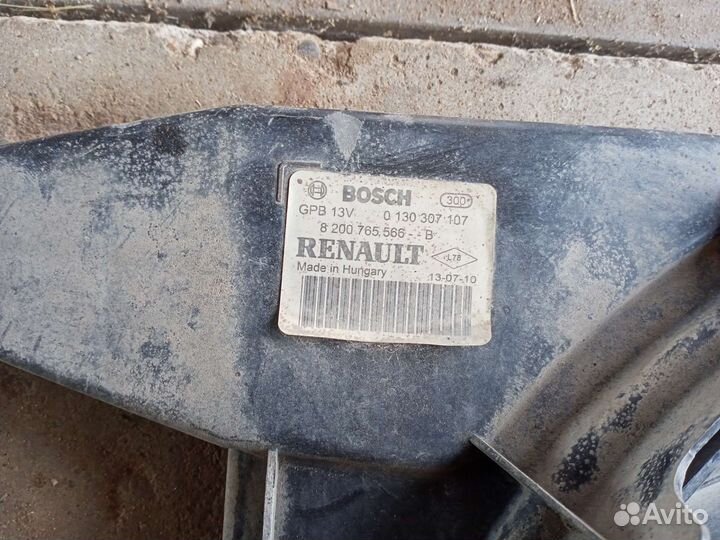 BOSCH 300
GPB 13V 0 130 307 107
8 200 765 566 - - B
RENAULT
Made in Hungary 13-07-10
Avito